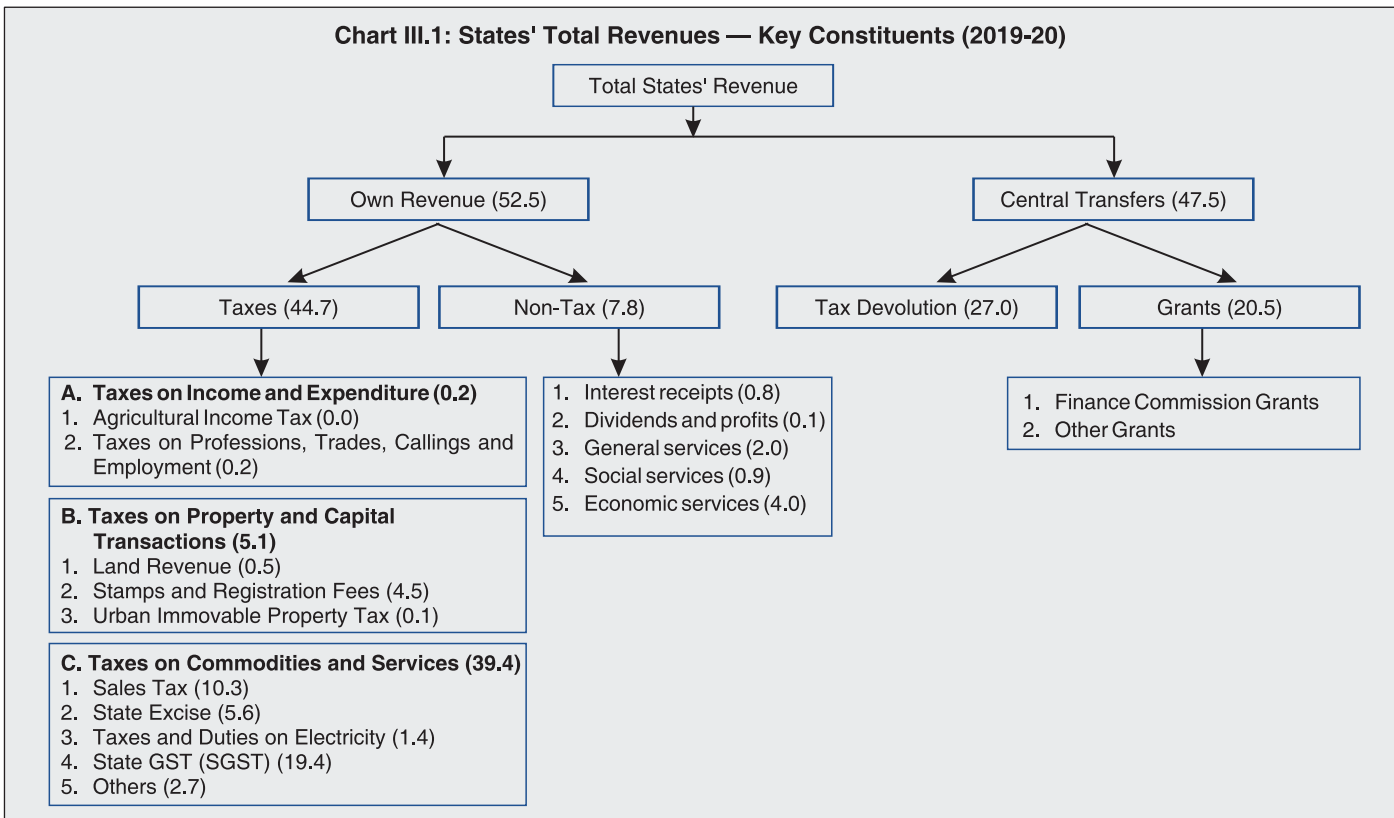 Chart III.1: States' Total Revenues — Key Constituents (2019-20)
Total States' Revenue
Own Revenue (52.5)
Central Transfers (47.5)
Taxes (44.7)
Non-Tax (7.8)
Tax Devolution (27.0)
Grants (20.5)
A. Taxes on Income and Expenditure (0.2)
1. Agricultural Income Tax (0.0)
2. Taxes on Professions, Trades, Callings and
Employment (0.2)
B. Taxes on Property and Capital
Transactions (5.1)
1. Land Revenue (0.5)
2. Stamps and Registration Fees (4.5)
3. Urban Immovable Property Tax (0.1)
C. Taxes on Commodities and Services (39.4)
1. Sales Tax (10.3)
2. State Excise (5.6)
3. Taxes and Duties on Electricity (1.4)
4. State GST (SGST) (19.4)
5. Others (2.7)
1. Interest receipts (0.8)
2. Dividends and profits (0.1)
3. General services (2.0)
4. Social services (0.9)
5. Economic services (4.0)
1. Finance Commission Grants
2. Other Grants